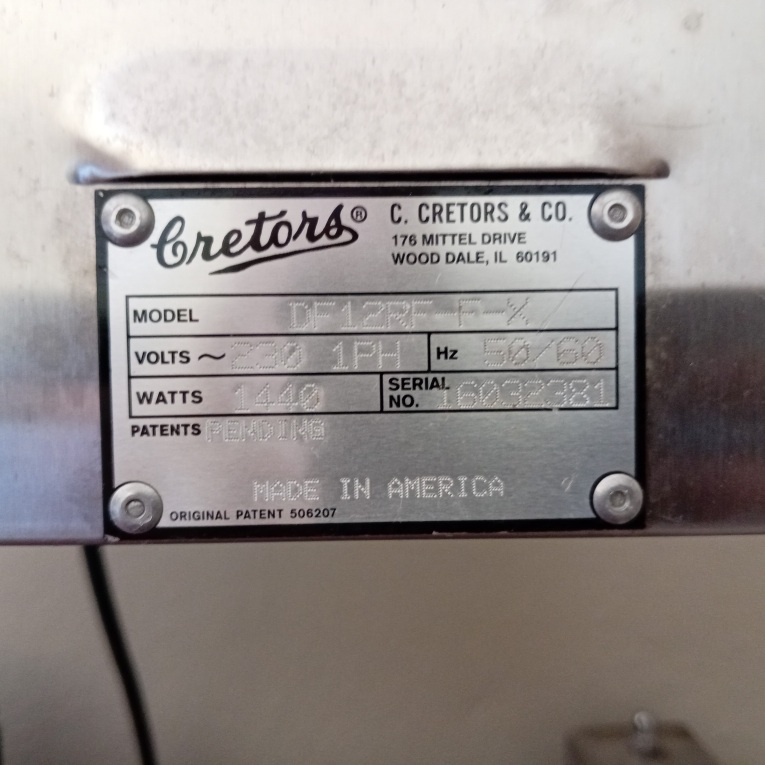 Cretors® C. CRETORS & CO.
176 MITTEL DRIVE
WOOD DALE, IL 60191
MODEL DF12RF-F-X
VOLTS ~ 230 1PH Hz 50/60
WATTS 1440 SERIAL NO. 16032381
PATENTS PENDING
MADE IN AMERICA
ORIGINAL PATENT 506207